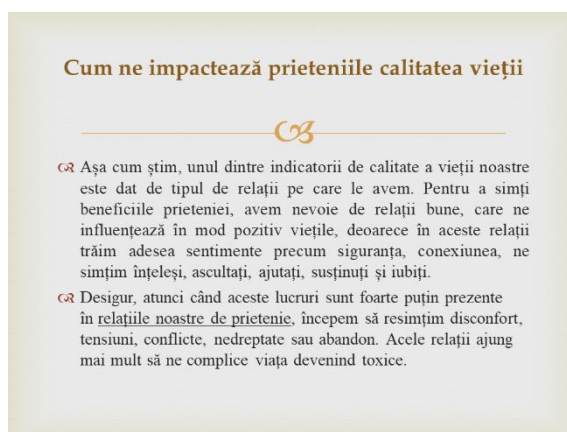 Cum ne impactează prieteniile calitatea vieții
Așa cum știm, unul dintre indicatorii de calitate a vieții noastre
este dat de tipul de relații pe care le avem. Pentru a simți
beneficiile prieteniei, avem nevoie de relații bune, care ne
influențează în mod pozitiv viețile, deoarece în aceste relații
trăim adesea sentimente precum siguranța, conexiunea, ne
simțim înțeleși, ascultați, ajutați, susținuți și iubiți.
Desigur, atunci când aceste lucruri sunt foarte puțin prezente
în relațiile noastre de prietenie, începem să resimțim disconfort,
tensiuni, conflicte, nedreptate sau abandon. Acele relații ajung
mai mult să ne complice viața devenind toxice.